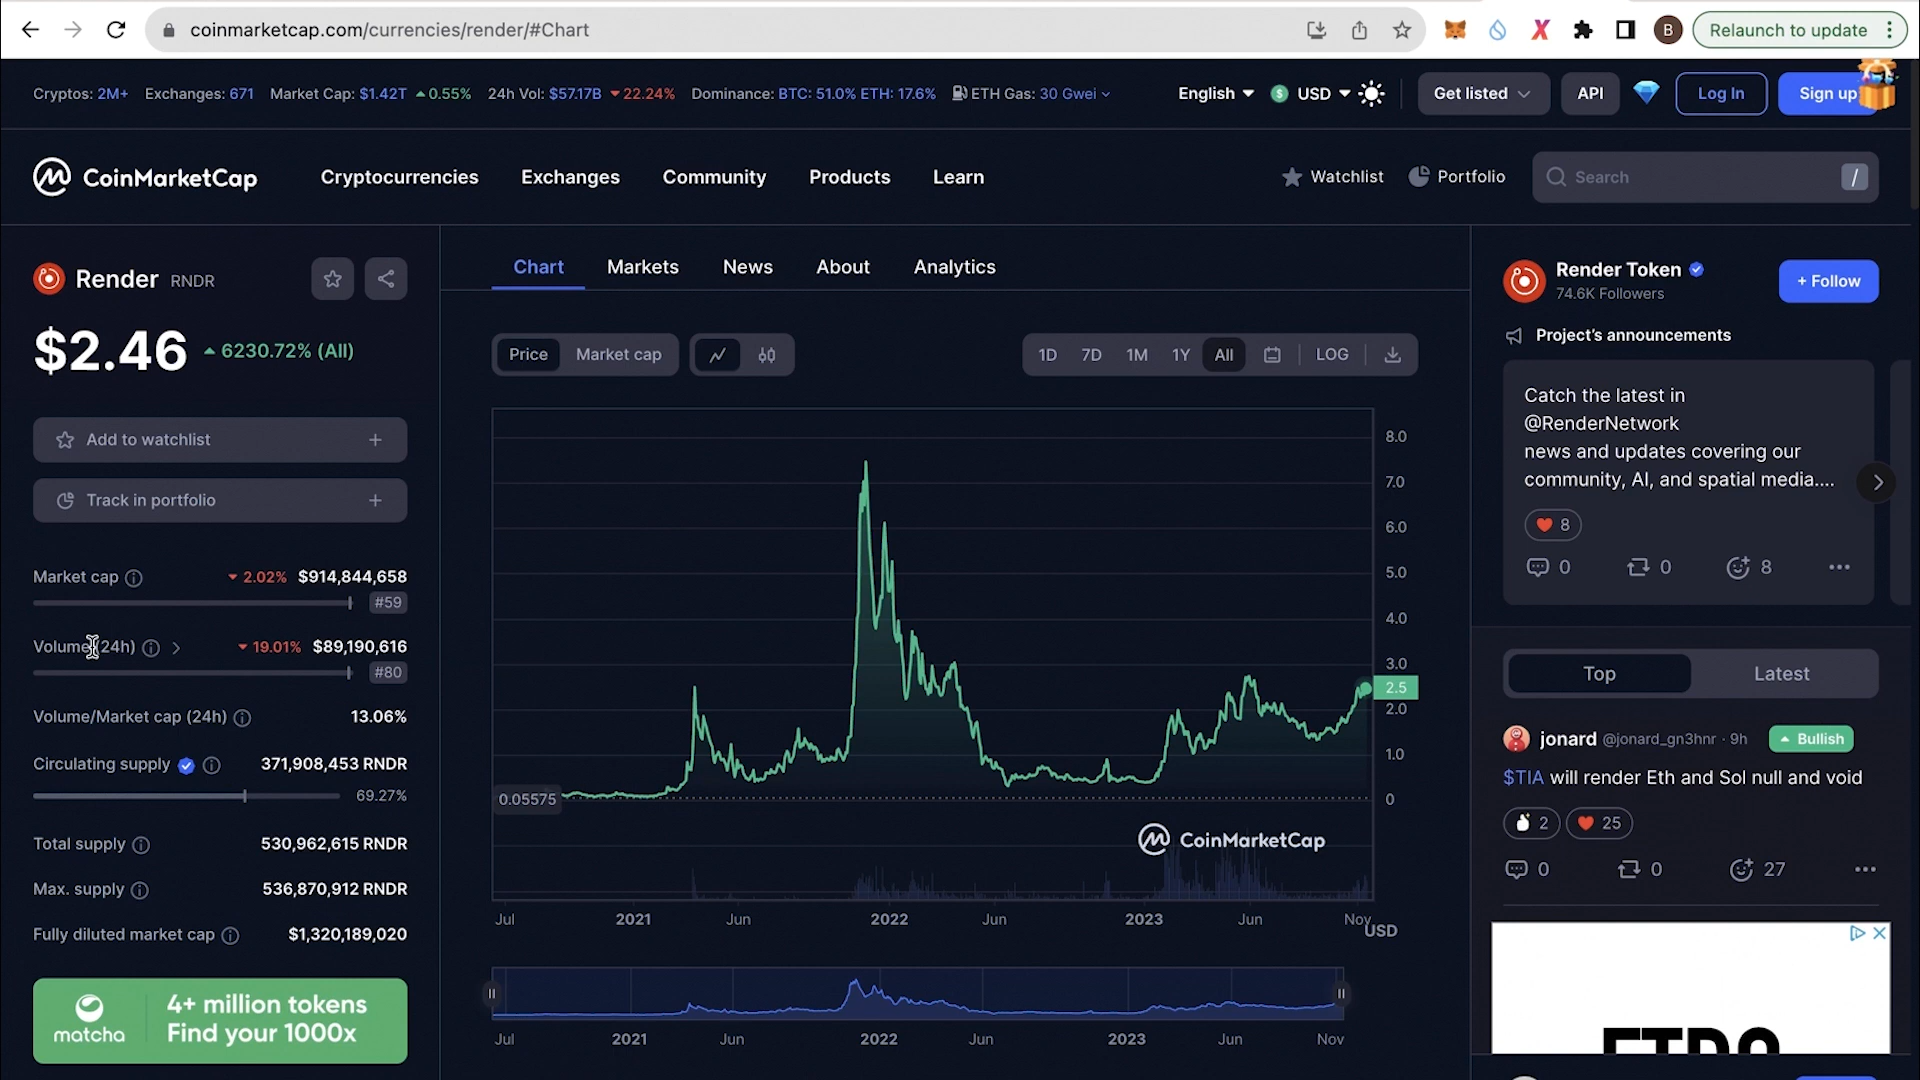 coinmarketcap.com/currencies/render/#Chart
B
Relaunch to update
Cryptos: 2M+ Exchanges: 671 Market Cap: $1.42T 0.55% 24h Vol: $57.17B 22.24% Dominance: BTC: 51.0% ETH: 17.6% ETH Gas: 30 Gwei
English $ USD Get listed API Log In Sign up
CoinMarketCap Cryptocurrencies Exchanges Community Products Learn Watchlist Portfolio Search /
Render RNDR
$2.46 6230.72% (All)
Add to watchlist +
Track in portfolio +
Market cap 2.02% $914,844,658
#59
Volume (24h) 19.01% $89,190,616
#80
Volume/Market cap (24h) 13.06%
Circulating supply 371,908,453 RNDR
69.27%
Total supply 530,962,615 RNDR
Max. supply 536,870,912 RNDR
Fully diluted market cap $1,320,189,020
matcha
4+ million tokens
Find your 1000x
Chart Markets News About Analytics
Price Market cap
1D 7D 1M 1Y All LOG
8.0
7.0
6.0
5.0
4.0
3.0
2.5
2.0
1.0
0
0.05575
CoinMarketCap
Jul 2021 Jun 2022 Jun 2023 Jun Nov
USD
Jul 2021 Jun 2022 Jun 2023 Jun Nov
Render Token
74.6K Followers
+ Follow
Project's announcements
Catch the latest in
@RenderNetwork
news and updates covering our
community, AI, and spatial media....
8
0 0 8
Top Latest
jonard @jonard_gn3hnr · 9h Bullish
$TIA will render Eth and Sol null and void
2 25
0 0 27